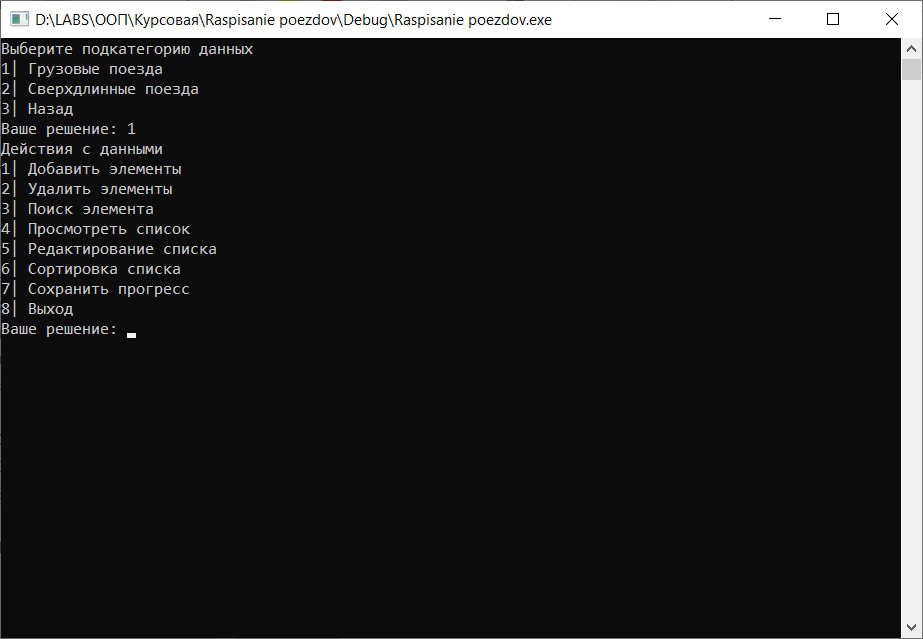 D:\LABS\ООП\Курсовая\Raspisanie poezdov\Debug\Raspisanie poezdov.exe
Выберите подкатегорию данных
1| Грузовые поезда
2| Сверхдлинные поезда
3| Назад
Ваше решение: 1
Действия с данными
1| Добавить элементы
2| Удалить элементы
3| Поиск элемента
4| Просмотреть список
5| Редактирование списка
6| Сортировка списка
7| Сохранить прогресс
8| Выход
Ваше решение: